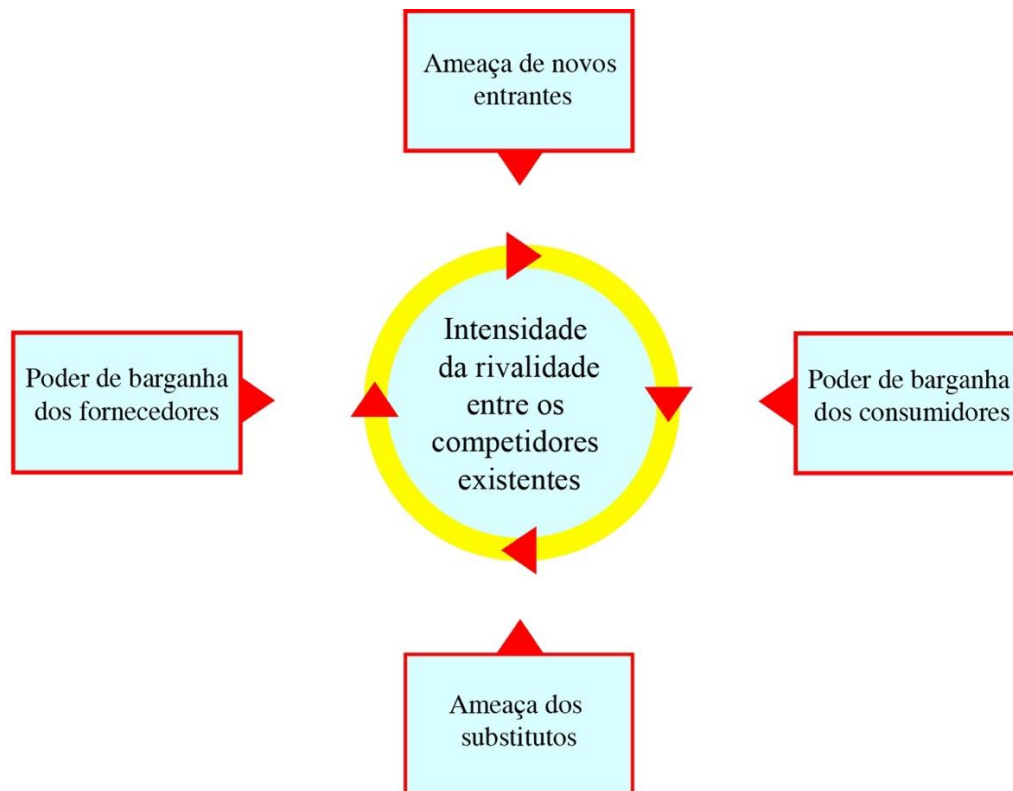 Ameaça de novos
entrantes
Poder de barganha
dos fornecedores
Intensidade
da rivalidade
entre os
competidores
existentes
Poder de barganha
dos consumidores
Ameaça dos
substitutos